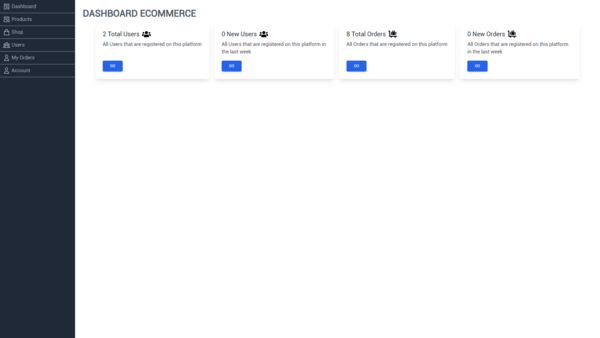 Dashboard
Products
Shop
Users
My Orders
Account
DASHBOARD ECOMMERCE
2 Total Users
All Users that are registered on this platform
GO
0 New Users
All Users that are registered on this platform in
the last week
GO
8 Total Orders
All Orders that are registered on this platform
GO
0 New Orders
All Orders that are registered on this platform
in the last week
GO